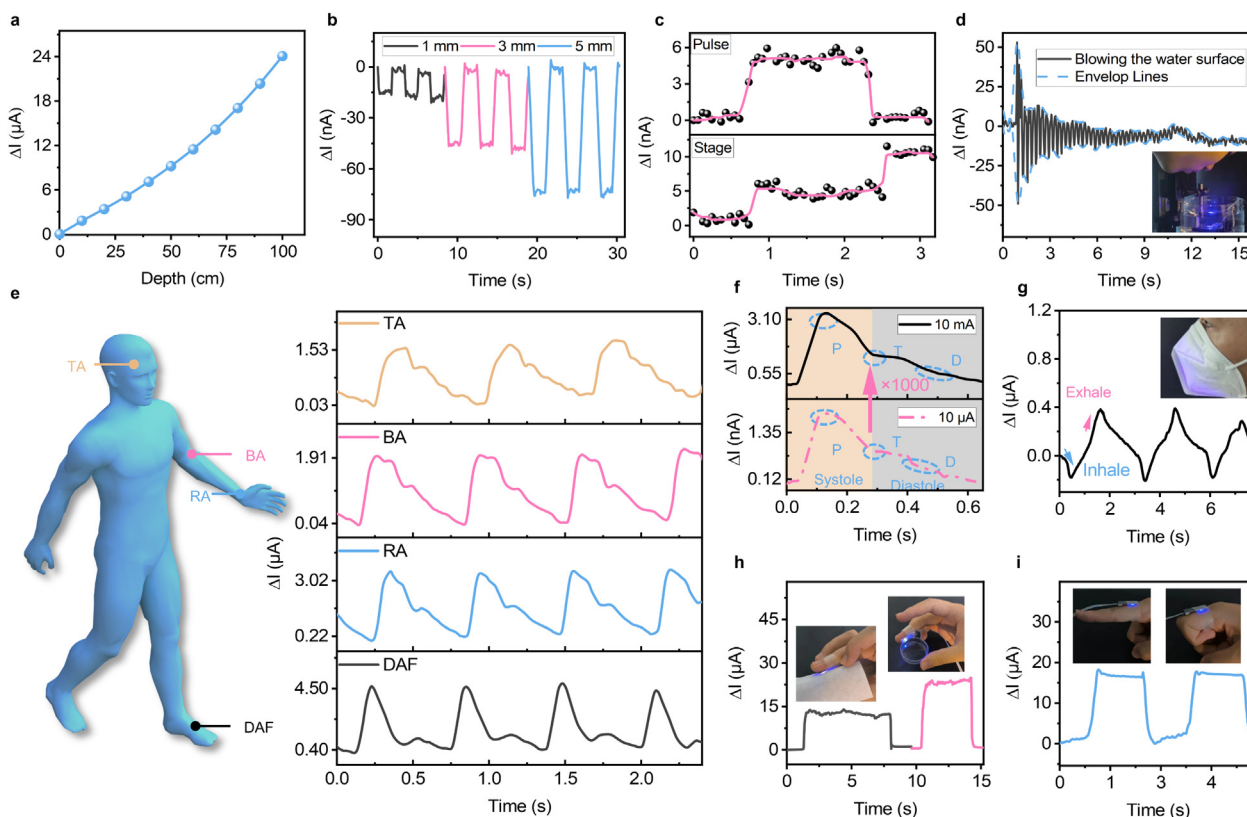 a
ΔI (μA)
24
18
12
6
0
0 25 50 75 100
Depth (cm)
b
1 mm 3 mm 5 mm
ΔI (nA)
0
-30
-60
-90
0 10 20 30
Time (s)
c
Pulse
6
3
0
ΔI (nA)
Stage
10
5
0
0 1 2 3
Time (s)
d
Blowing the water surface
Envelop Lines
ΔI (nA)
50
25
0
-25
-50
0 3 6 9 12 15
Time (s)
e
TA
BA
RA
DAF
ΔI (μA)
TA
1.53
0.03
BA
1.91
0.04
RA
3.02
0.22
DAF
4.50
0.40
0.0 0.5 1.0 1.5 2.0
Time (s)
f
10 mA
ΔI (μA)
3.10
0.55
P T D
×1000
10 μA
ΔI (nA)
1.35
0.12
P T D
Systole Diastole
0.0 0.2 0.4 0.6
Time (s)
g
ΔI (μA)
1.2
0.8
0.4
0.0
Exhale
Inhale
0 2 4 6
Time (s)
h
ΔI (μA)
45
30
15
0
0 5 10 15
Time (s)
i
ΔI (μA)
30
20
10
0
0 1 2 3 4
Time (s)